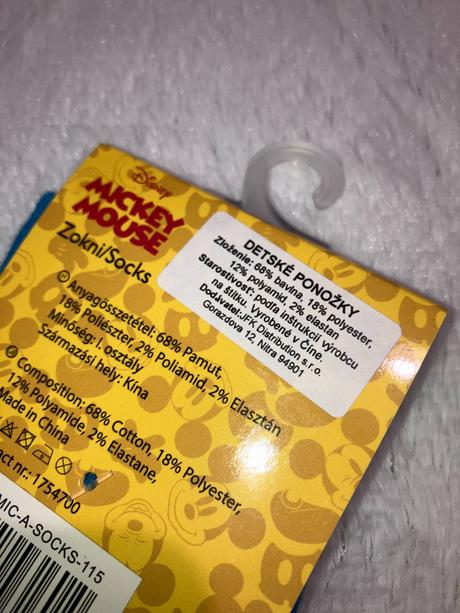 Disney
MICKEY
MOUSE
Zokni/Socks
Anyagösszetétel: 68% Pamut,
18% Poliészter, 2% Poliamid, 2% Elasztán
Minőség: I. osztály
Származási hely: Kína
Composition: 68% Cotton, 18% Polyester,
12% Polyamide, 2% Elastane,
Made in China
act nr.: 1754700
MIC-A-SOCKS-115
DETSKÉ PONOŽKY
Zloženie: 68% bavlna, 18% polyester,
12% polyamid, 2% elastan
Starostlivosť: podľa inštrukcií výrobcu
na štítku. Vyrobené v Číne.
Dodávateľ: JFK Distribution s.r.o.
Gorazdova 12, Nitra 94901